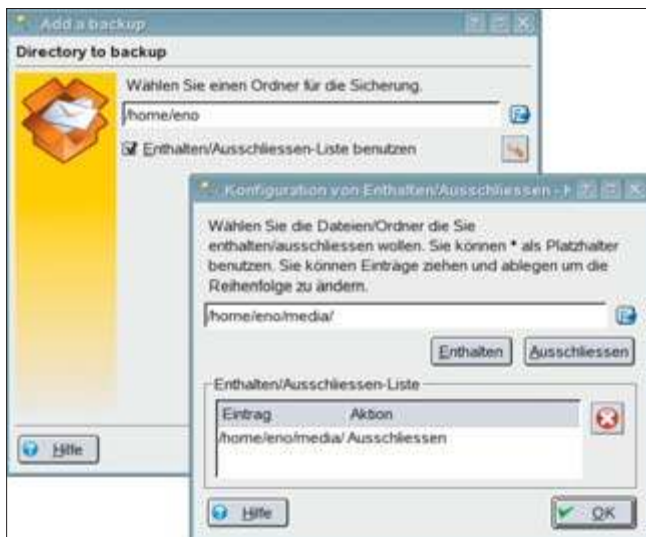 Add a backup
Directory to backup
Wählen Sie einen Ordner für die Sicherung.
/home/eno
Enthalten/Ausschliessen-Liste benutzen
Hilfe
Konfiguration von Enthalten/Ausschliessen -
Wählen Sie die Dateien/Ordner die Sie
enthalten/ausschliessen wollen. Sie können * als Platzhalter
benutzen. Sie können Einträge ziehen und ablegen um die
Reihenfolge zu ändern.
/home/eno/media/
Enthalten Ausschliessen
Enthalten/Ausschliessen-Liste
Eintrag Aktion
/home/eno/media/ Ausschliessen
Hilfe OK